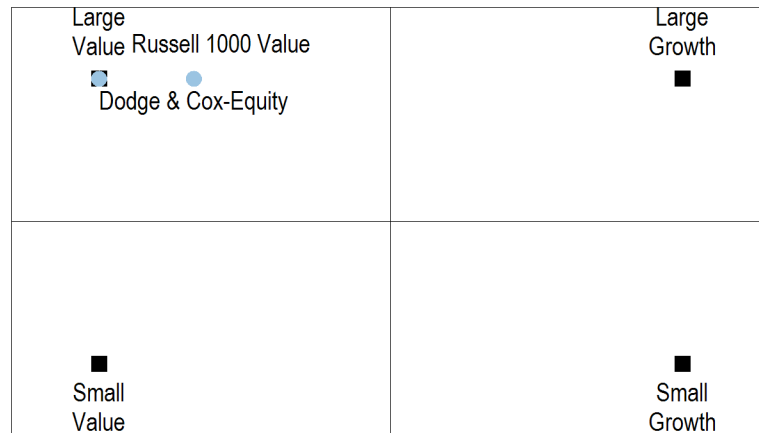 Large
Value
Russell 1000 Value
Large
Growth
Dodge & Cox-Equity
Small
Value
Small
Growth